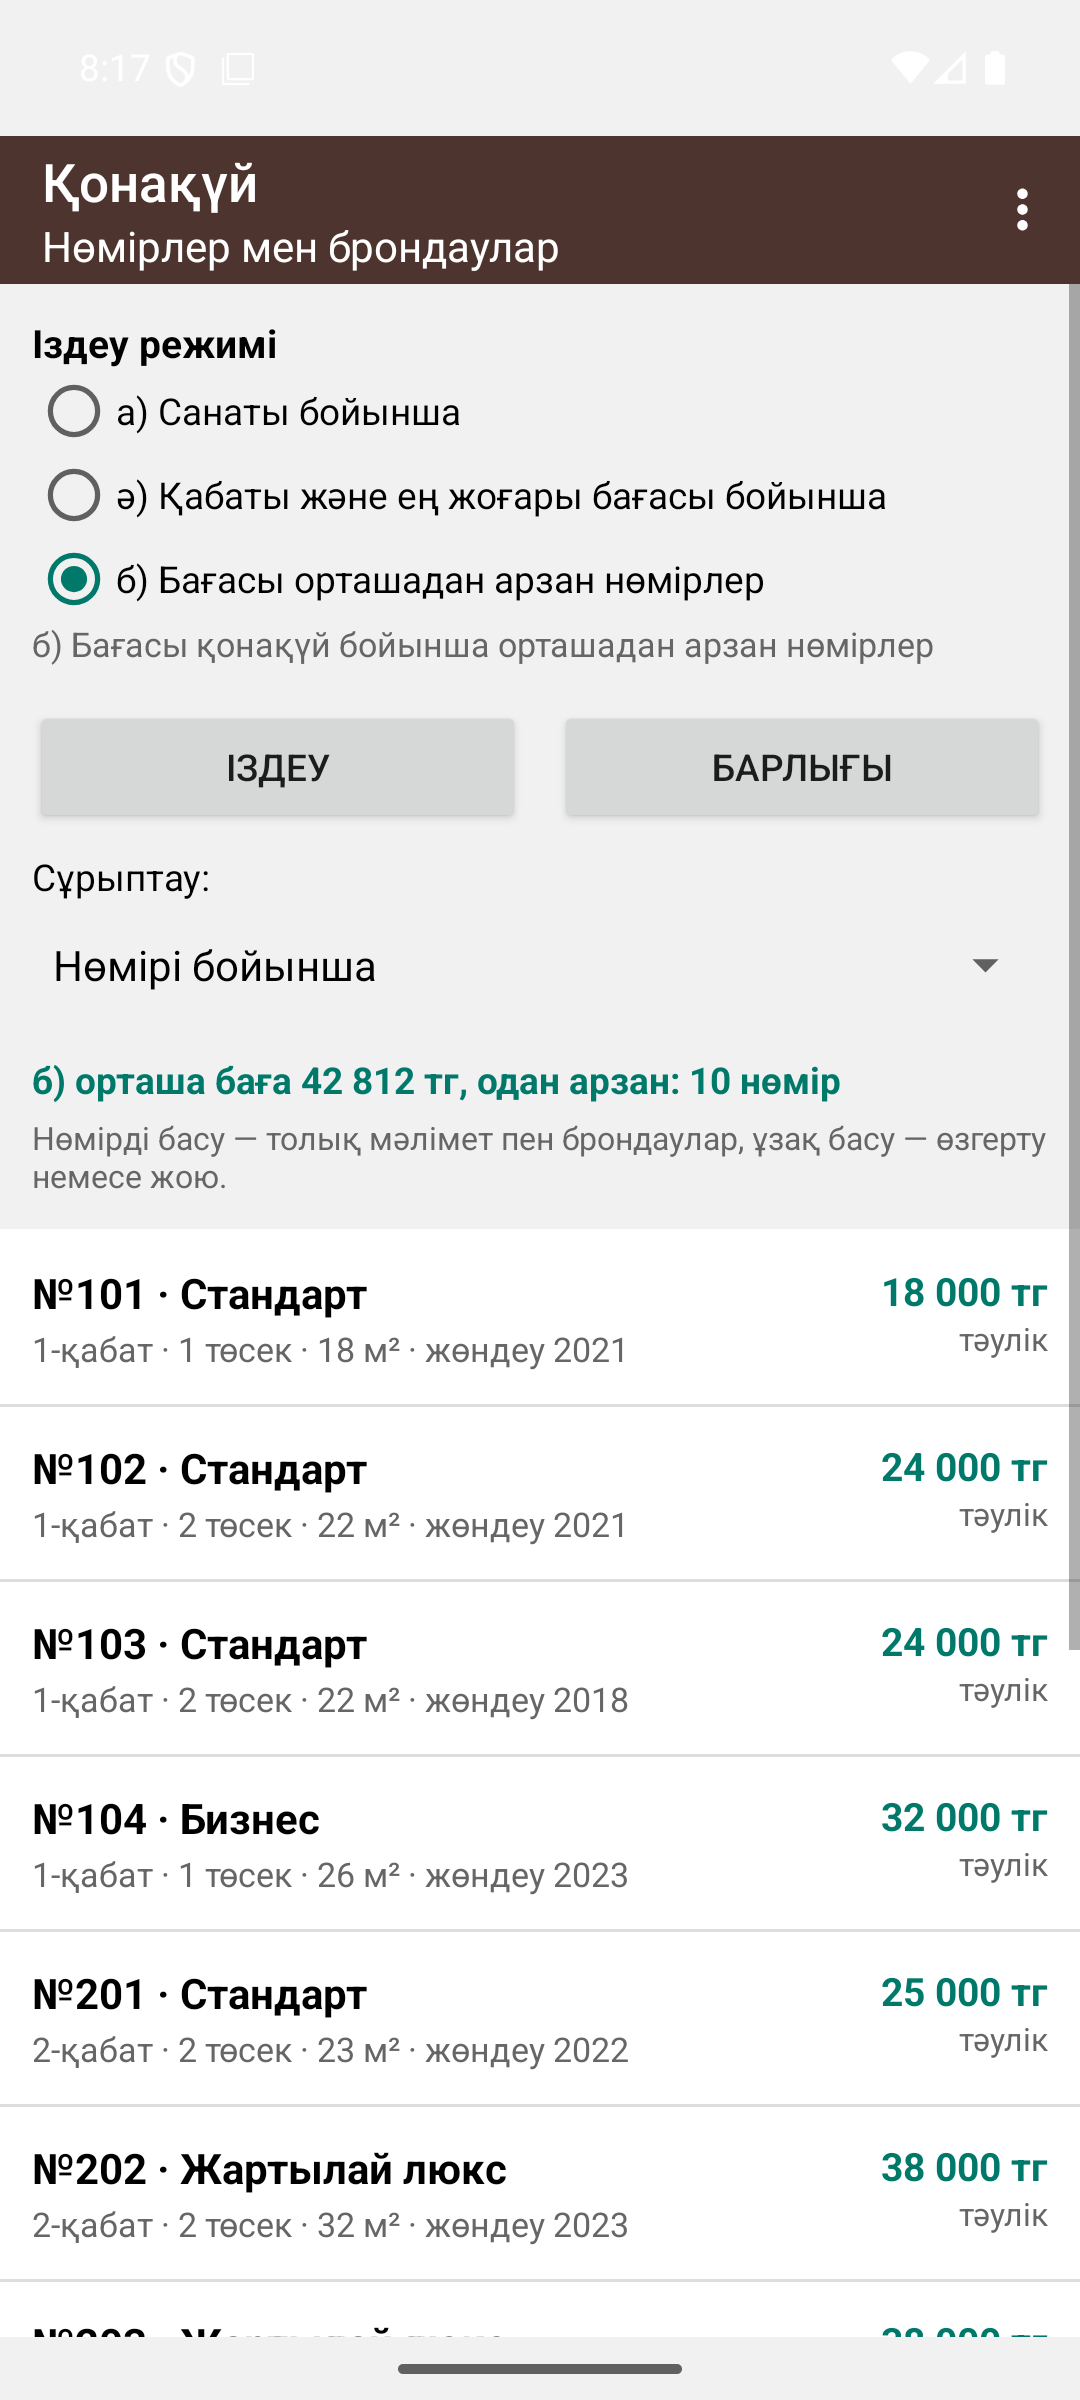 8:17
Қонақүй
Нөмірлер мен брондаулар
Іздеу режимі
а) Санаты бойынша
ә) Қабаты және ең жоғары бағасы бойынша
б) Бағасы орташадан арзан нөмірлер
б) Бағасы қонақүй бойынша орташадан арзан нөмірлер
ІЗДЕУ
БАРЛЫҒЫ
Сұрыптау:
Нөмірі бойынша
б) орташа баға 42 812 тг, одан арзан: 10 нөмір
Нөмірді басу — толық мәлімет пен брондаулар, ұзақ басу — өзгерту
немесе жою.
№101 · Стандарт
18 000 тг
1-қабат · 1 төсек · 18 м² · жөндеу 2021
тәулік
№102 · Стандарт
24 000 тг
1-қабат · 2 төсек · 22 м² · жөндеу 2021
тәулік
№103 · Стандарт
24 000 тг
1-қабат · 2 төсек · 22 м² · жөндеу 2018
тәулік
№104 · Бизнес
32 000 тг
1-қабат · 1 төсек · 26 м² · жөндеу 2023
тәулік
№201 · Стандарт
25 000 тг
2-қабат · 2 төсек · 23 м² · жөндеу 2022
тәулік
№202 · Жартылай люкс
38 000 тг
2-қабат · 2 төсек · 32 м² · жөндеу 2023
тәулік